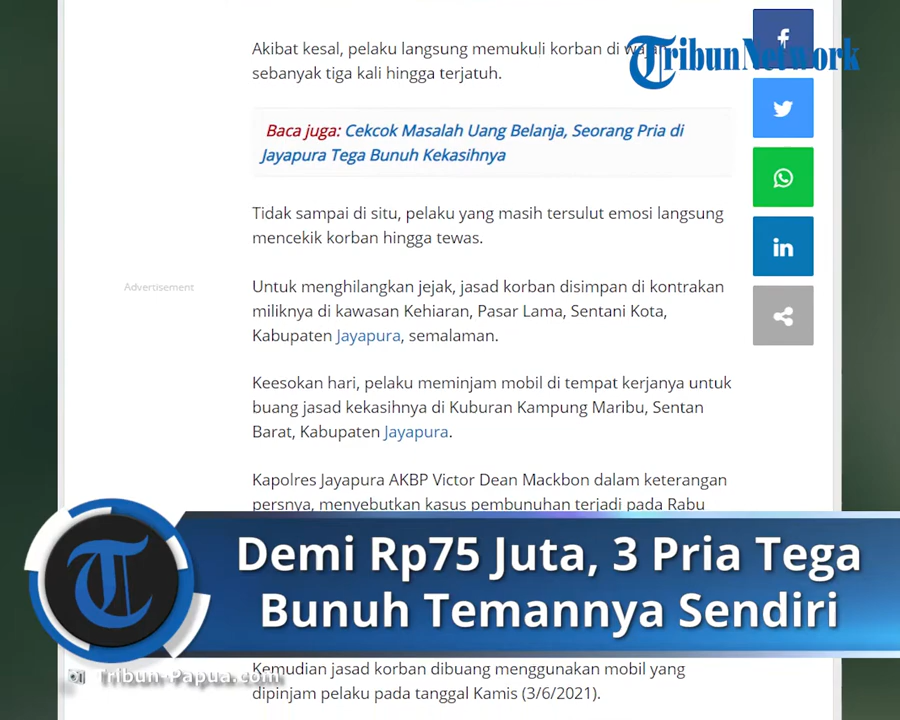 Akibat kesal, pelaku langsung memukuli korban di
TribunNetwork
sebanyak tiga kali hingga terjatuh.
Baca juga: Cekcok Masalah Uang Belanja, Seorang Pria di
Jayapura Tega Bunuh Kekasihnya
Tidak sampai di situ, pelaku yang masih tersulut emosi langsung
mencekik korban hingga tewas.
Advertisement
Untuk menghilangkan jejak, jasad korban disimpan di kontrakan
miliknya di kawasan Kehiaran, Pasar Lama, Sentani Kota,
Kabupaten Jayapura, semalaman.
Keesokan hari, pelaku meminjam mobil di tempat kerjanya untuk
buang jasad kekasihnya di Kuburan Kampung Maribu, Sentan
Barat, Kabupaten Jayapura.
Kapolres Jayapura AKBP Victor Dean Mackbon dalam keterangan
persnya, menyebutkan kasus pembunuhan terjadi pada Rabu
Demi Rp75 Juta, 3 Pria Tega
Bunuh Temannya Sendiri
Kemudian jasad korban dibuang menggunakan mobil yang
Tribun-Papua.com
dipinjam pelaku pada tanggal Kamis (3/6/2021).